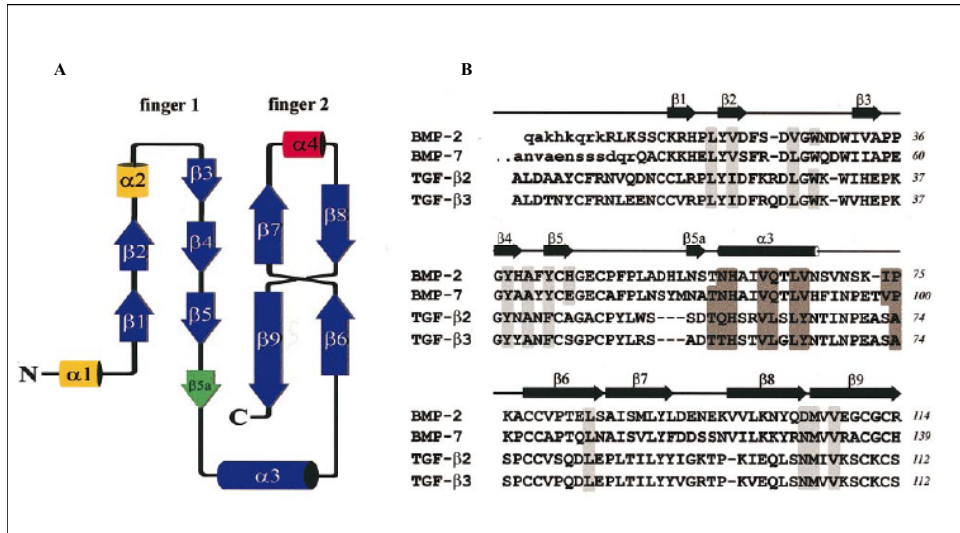 A
finger 1 finger 2
α4
α2
β3
β7 β8
β2 β4
β1 β5 β9 β6
N α1
β5a
C
α3
B
β1 β2 β3
BMP-2 qakhkqrkRLKSSCKRHPLYVDFS-DVGWNDWIVAPP 36
BMP-7 ..anvaensssdqrQACKKHELYVSFR-DLGWQDWIIAPE 60
TGF-β2 ALDAAYCFRNVQDNCCLRPLYIDFKRDLGWK-WIHEPK 37
TGF-β3 ALDTNYCFRNLEENCCVRPLYIDFRQDLGWK-WVHEPK 37
β4 β5 β5a α3
BMP-2 GYHAFYCHGECPFPLADHLNSTNHAIVQTLVNSVNSK-IP 75
BMP-7 GYAAYYCEGECAFPLNSYMNATNHAIVQTLVHFINPETVP 100
TGF-β2 GYNANFCAGACPYLWS---SDTQHSRVLSLYNTINPEASA 74
TGF-β3 GYYANFCSGPCPYLRS---ADTTHSTVLGLYNTLNPEASA 74
β6 β7 β8 β9
BMP-2 KACCVPTELSAISMLYLDENEKVVLKNYQDMVVEGCGCR 114
BMP-7 KPCCAPTQLNAISVLYFDDSSNVILKKYRNMVVRACGCH 139
TGF-β2 SPCCVSQDLEPLTILYYIGKTP-KIEQLSNMIVKSCKCS 112
TGF-β3 SPCCVPQDLEPLTILYYVGRTP-KVEQLSNMVVKSCKCS 112